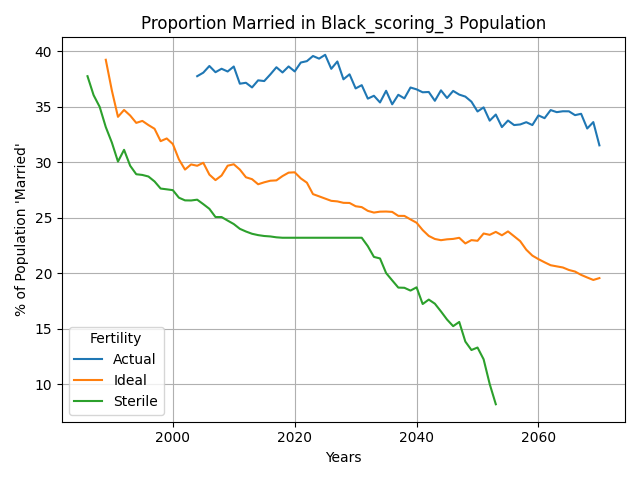 Proportion Married in Black_scoring_3 Population
% of Population 'Married'
40
35
30
25
20
15
10
Fertility
Actual
Ideal
Sterile
2000 2020 2040 2060
Years